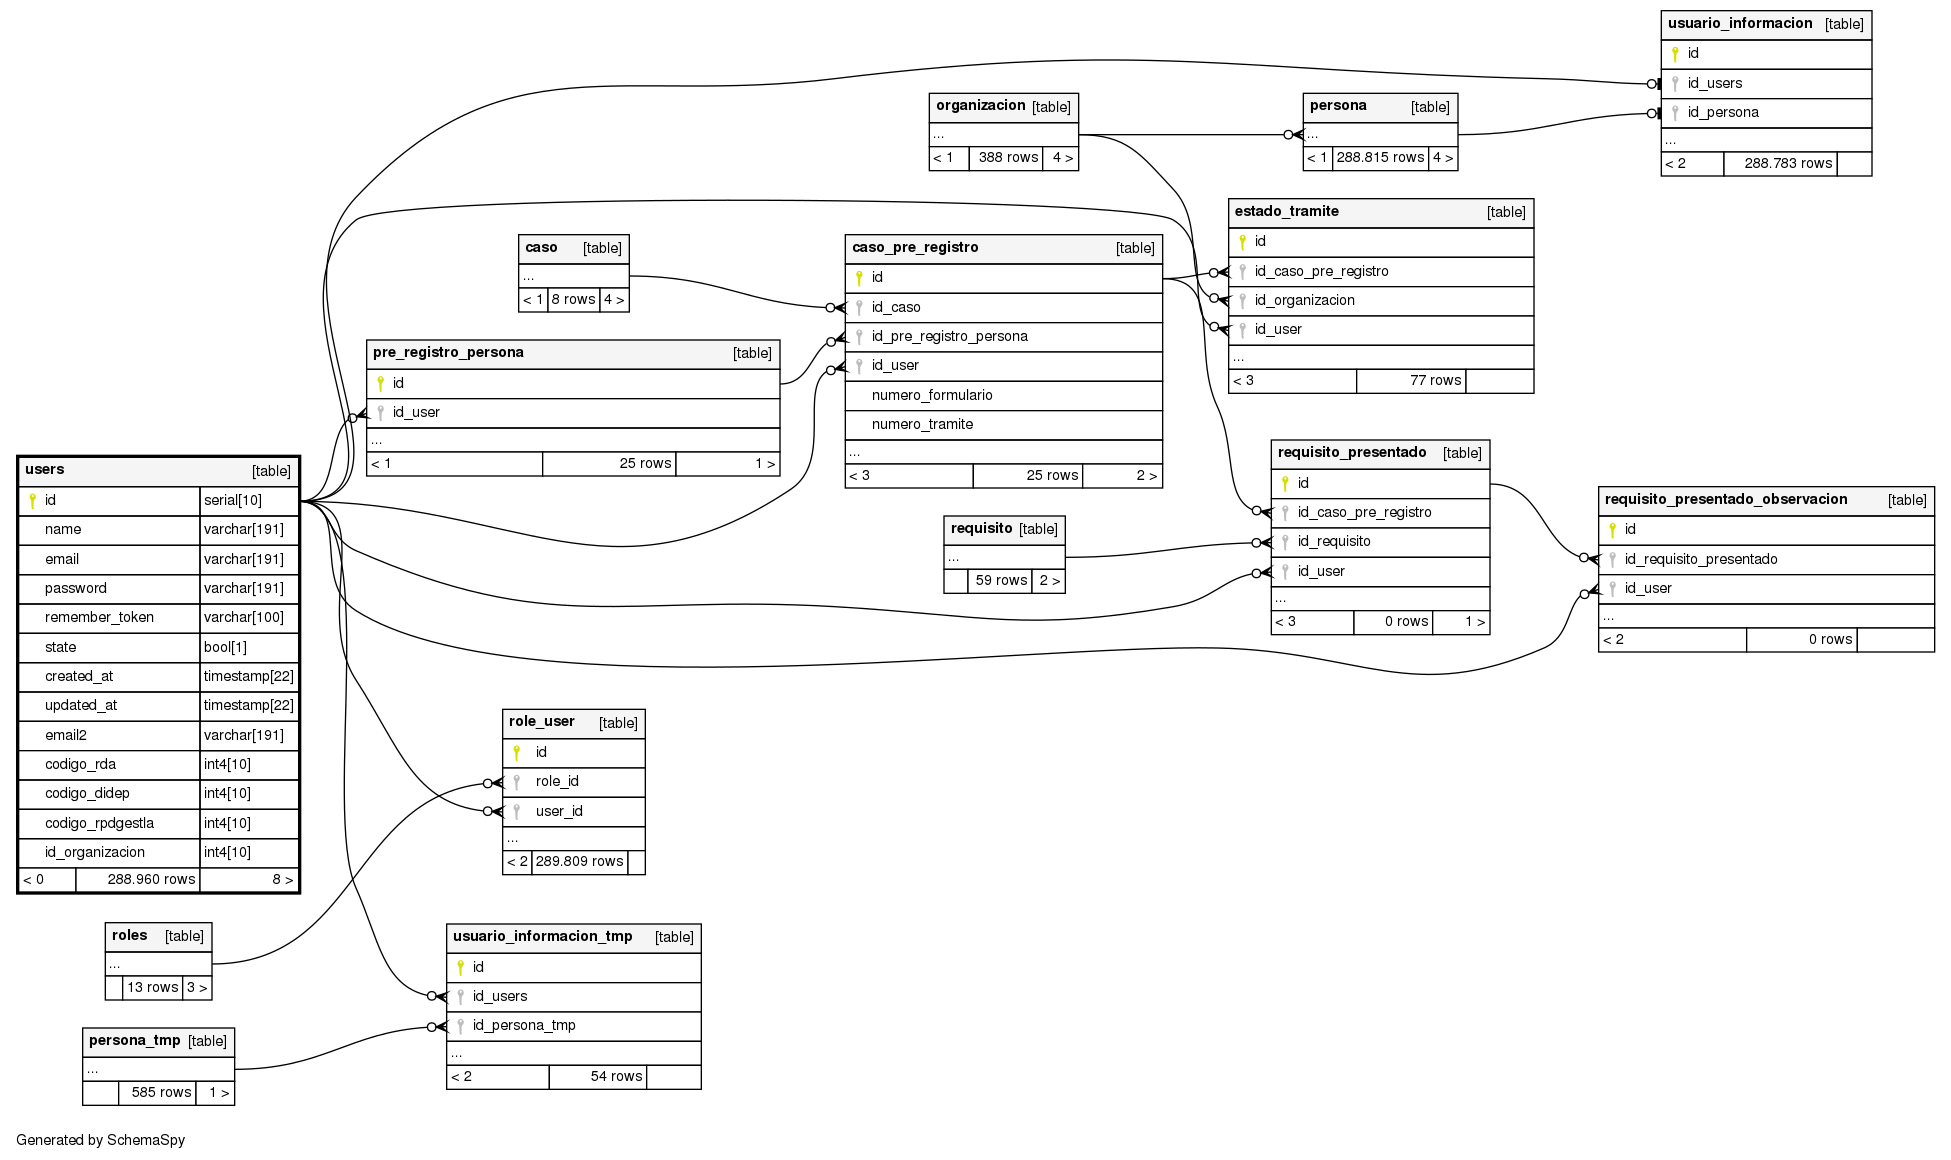 usuario_informacion [table]
id
id_users
id_persona
...
< 2 288.783 rows
organizacion [table]
...
< 1 388 rows 4 >
persona [table]
...
< 1 288.815 rows 4 >
estado_tramite [table]
id
id_caso_pre_registro
id_organizacion
id_user
...
< 3 77 rows
caso [table]
...
< 1 8 rows 4 >
caso_pre_registro [table]
id
id_caso
id_pre_registro_persona
id_user
numero_formulario
numero_tramite
...
< 3 25 rows 2 >
pre_registro_persona [table]
id
id_user
...
< 1 25 rows 1 >
requisito_presentado [table]
id
id_caso_pre_registro
id_requisito
id_user
...
< 3 0 rows 1 >
requisito_presentado_observacion [table]
id
id_requisito_presentado
id_user
...
< 2 0 rows
requisito [table]
...
59 rows 2 >
users [table]
id serial[10]
name varchar[191]
email varchar[191]
password varchar[191]
remember_token varchar[100]
state bool[1]
created_at timestamp[22]
updated_at timestamp[22]
email2 varchar[191]
codigo_rda int4[10]
codigo_didep int4[10]
codigo_rpdgestla int4[10]
id_organizacion int4[10]
< 0 288.960 rows 8 >
role_user [table]
id
role_id
user_id
...
< 2 289.809 rows
roles [table]
...
13 rows 3 >
usuario_informacion_tmp [table]
id
id_users
id_persona_tmp
...
< 2 54 rows
persona_tmp [table]
...
585 rows 1 >
Generated by SchemaSpy